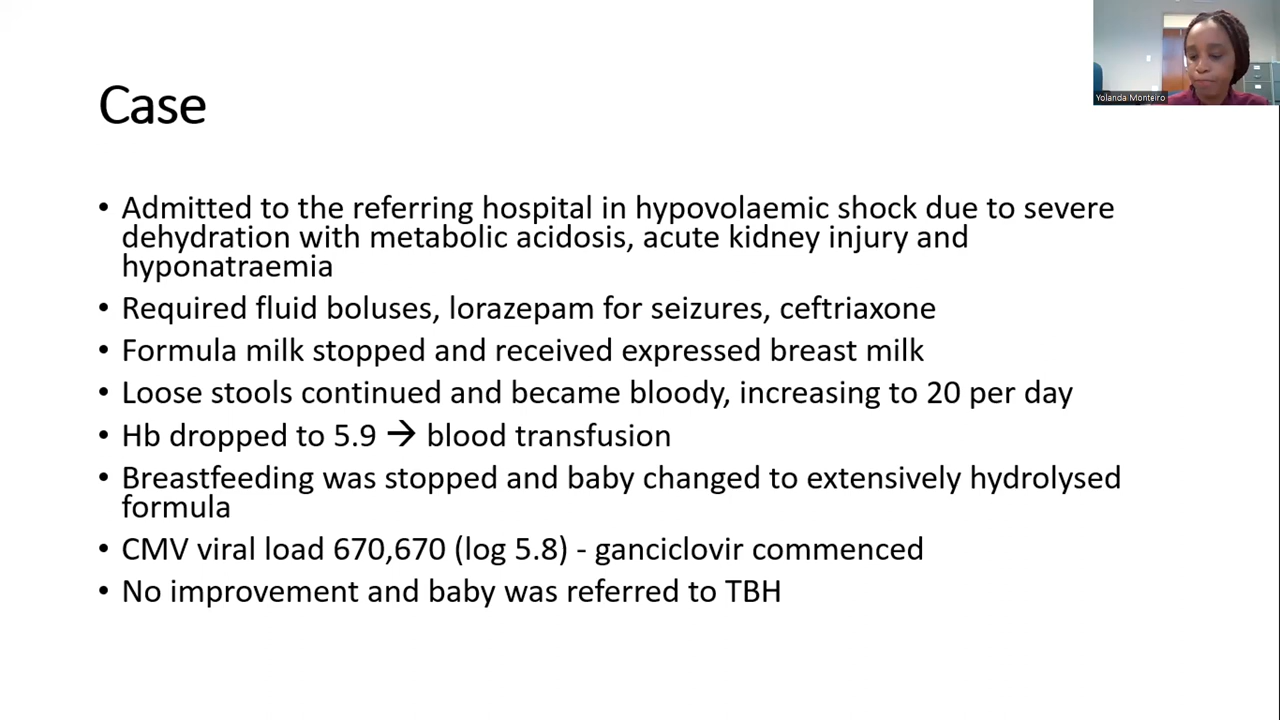 Yolanda Monteiro
Case
• Admitted to the referring hospital in hypovolaemic shock due to severe
dehydration with metabolic acidosis, acute kidney injury and
hyponatraemia
• Required fluid boluses, lorazepam for seizures, ceftriaxone
• Formula milk stopped and received expressed breast milk
• Loose stools continued and became bloody, increasing to 20 per day
• Hb dropped to 5.9 → blood transfusion
• Breastfeeding was stopped and baby changed to extensively hydrolysed
formula
• CMV viral load 670,670 (log 5.8) - ganciclovir commenced
• No improvement and baby was referred to TBH